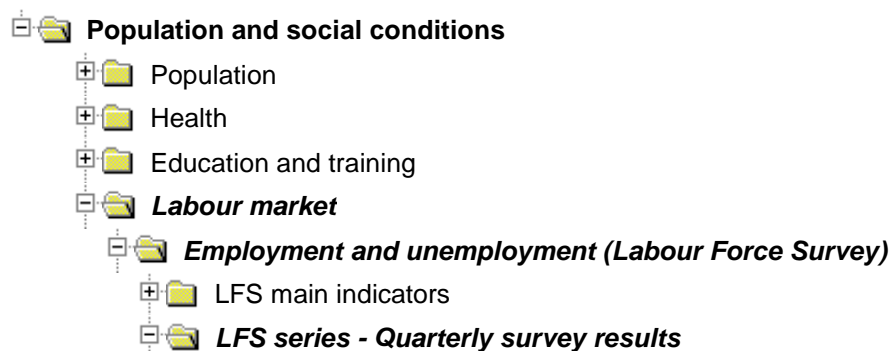 Population and social conditions
Population
Health
Education and training
Labour market
Employment and unemployment (Labour Force Survey)
LFS main indicators
LFS series - Quarterly survey results